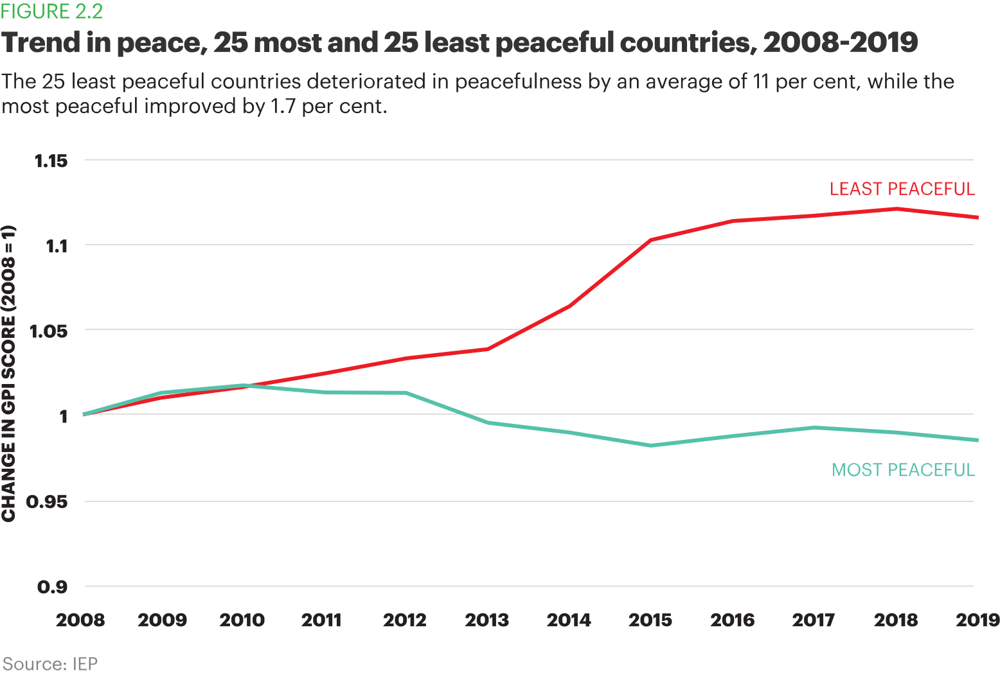 FIGURE 2.2
Trend in peace, 25 most and 25 least peaceful countries, 2008-2019
The 25 least peaceful countries deteriorated in peacefulness by an average of 11 per cent, while the
most peaceful improved by 1.7 per cent.
CHANGE IN GPI SCORE (2008 = 1)
1.15
1.1
1.05
1
0.95
0.9
LEAST PEACEFUL
MOST PEACEFUL
2008 2009 2010 2011 2012 2013 2014 2015 2016 2017 2018 2019
Source: IEP